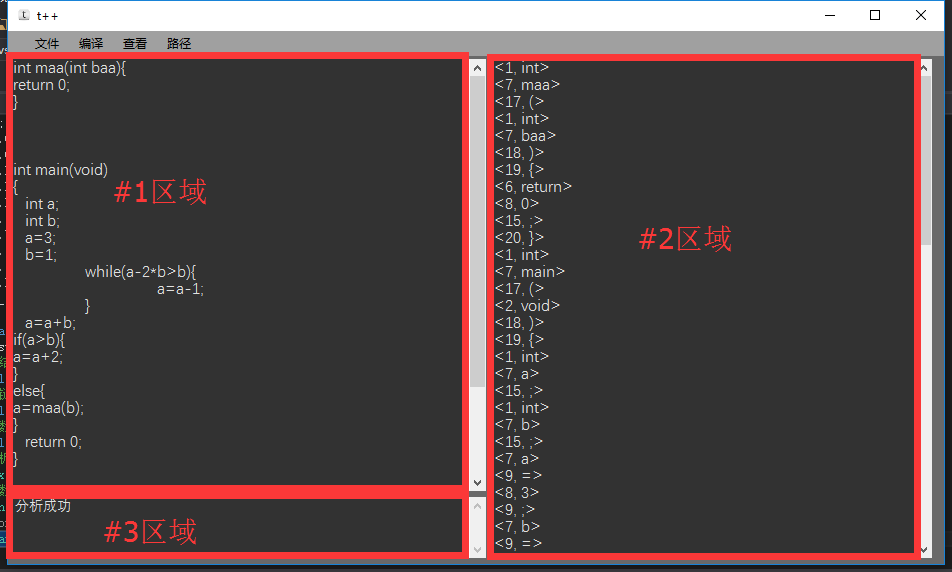 t++
文件 编译 查看 路径
int maa(int baa){
return 0;
}
int main(void)
{
int a;
int b;
a=3;
b=1;
while(a-2*b>b){
a=a-1;
}
a=a+b;
if(a>b){
a=a+2;
}
else{
a=maa(b);
}
return 0;
}
#1区域
分析成功
#3区域
<1, int>
<7, maa>
<17, (>
<1, int>
<7, baa>
<18, )>
<19, {>
<6, return>
<8, 0>
<15, ;>
<20, }>
<1, int>
<7, main>
<17, (>
<2, void>
<18, )>
<19, {>
<1, int>
<7, a>
<15, ;>
<1, int>
<7, b>
<15, ;>
<7, a>
<9, =>
<8, 3>
<9, ;>
<7, b>
<9, =>
#2区域